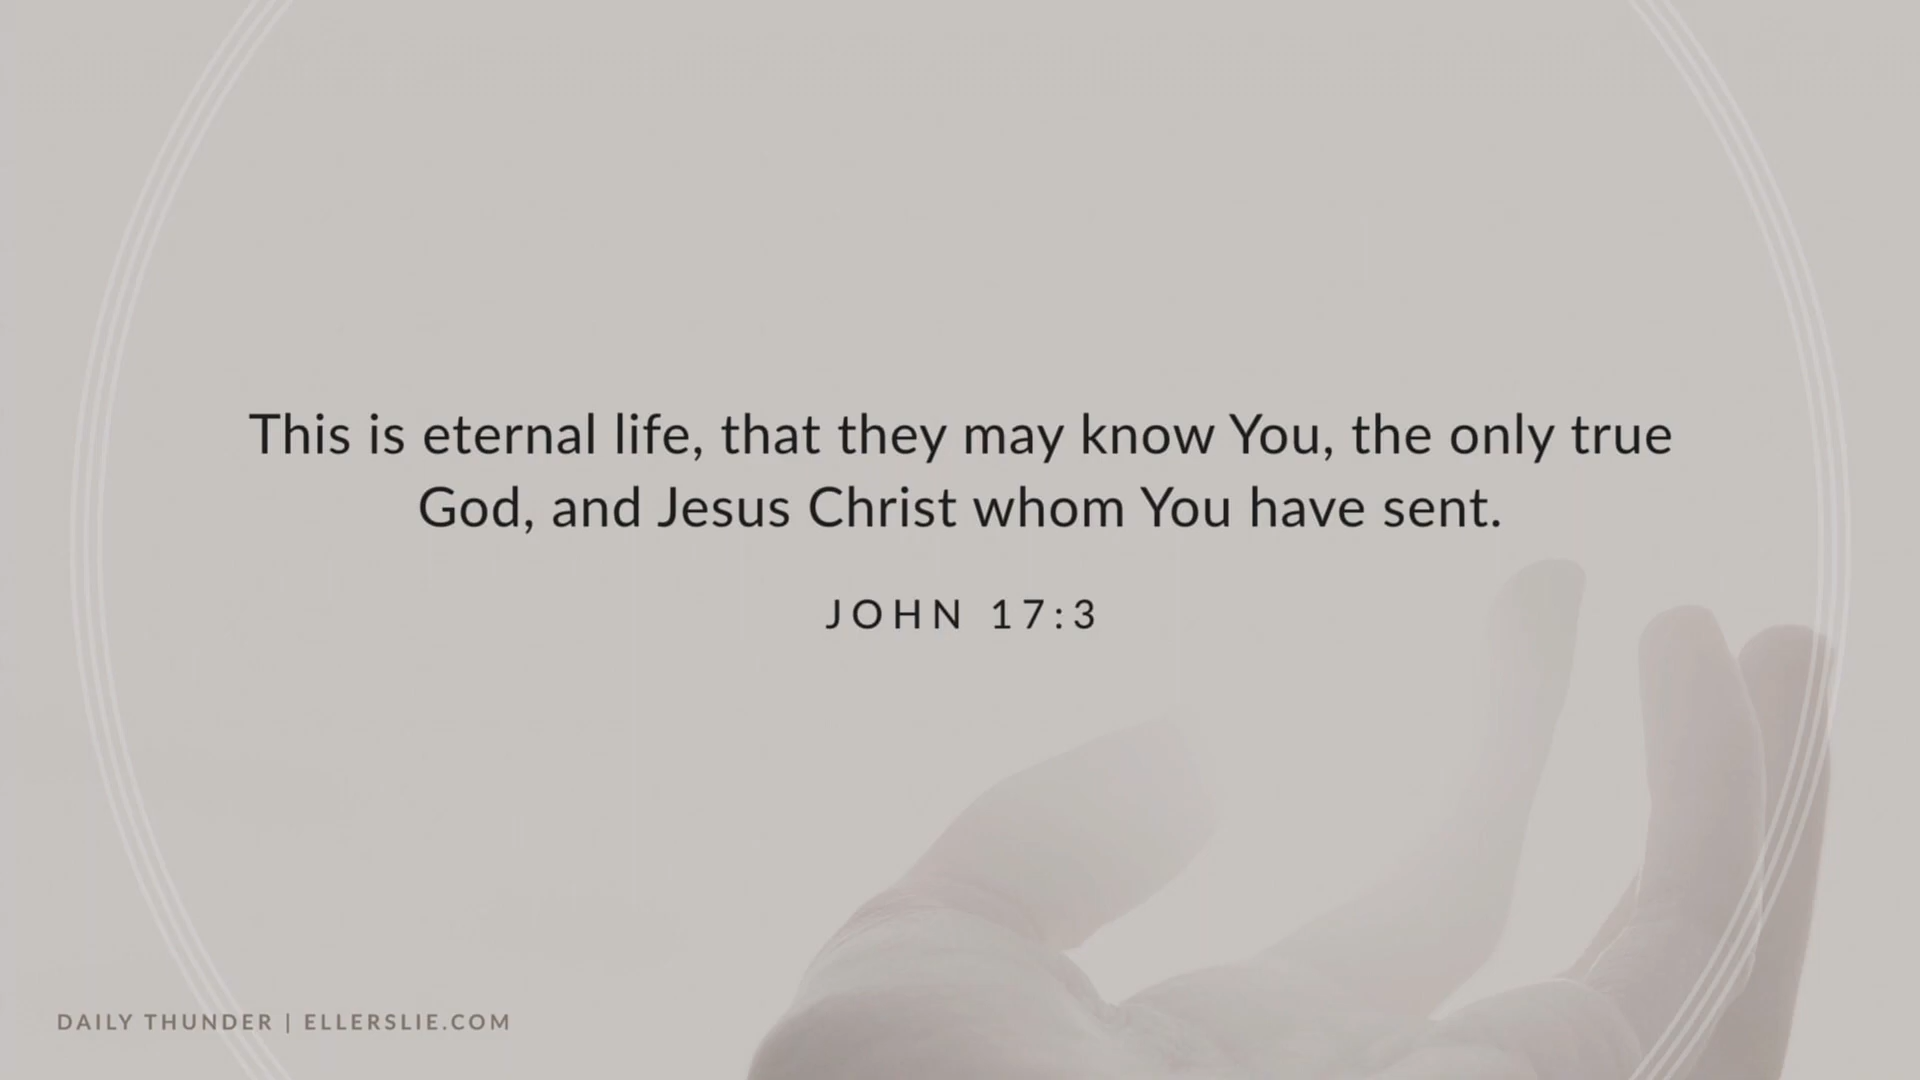 This is eternal life, that they may know You, the only true
God, and Jesus Christ whom You have sent.
JOHN 17:3
DAILY THUNDER | ELLERSLIE.COM